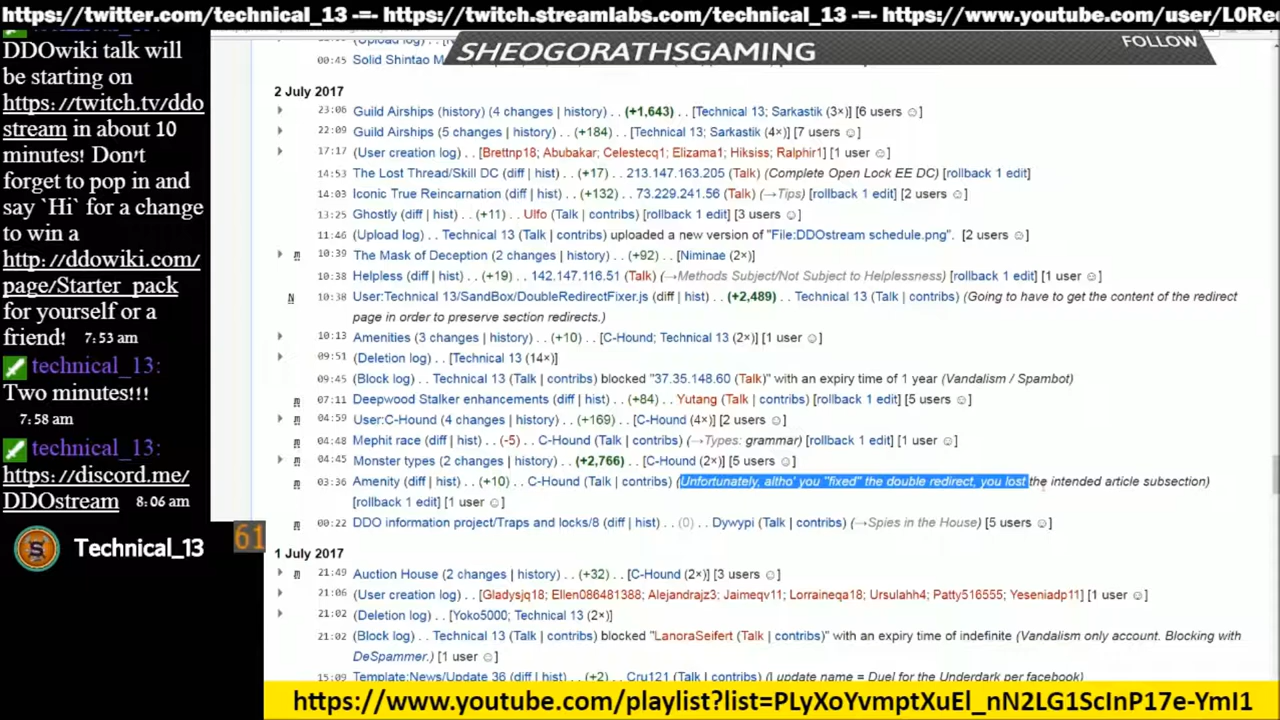 https://twitter.com/technical_13 -=- https://twitch.streamlabs.com/technical_13 -=- https://www.youtube.com/user/L0Re
DDOwiki talk will
be starting on
https://twitch.tv/ddo
stream in about 10
minutes! Don't
forget to pop in and
say `Hi` for a change
to win a
http://ddowiki.com/
page/Starter_pack
for yourself or a
friend! 7:53 am
technical_13:
Two minutes!!!
7:58 am
technical_13:
https://discord.me/
DDOstream 8:06 am
Technical_13
61
SHEOGORATHSGAMING
FOLLOW
(Upload log)
00:45 Solid Shintao M
2 July 2017
23:06 Guild Airships (history) (4 changes | history) . . (+1,643) . . [Technical 13; Sarkastik (3×)] [6 users ☺]
22:09 Guild Airships (5 changes | history) . . (+184) . . [Technical 13; Sarkastik (4×)] [7 users ☺]
17:17 (User creation log) . . [Brettnp18; Abubakar; Celestecq1; Elizama1; Hiksiss; Ralphir1] [1 user ☺]
14:53 The Lost Thread/Skill DC (diff | hist) . . (+17) . . 213.147.163.205 (Talk) (Complete Open Lock EE DC) [rollback 1 edit]
14:03 Iconic True Reincarnation (diff | hist) . . (+132) . . 73.229.241.56 (Talk) (→Tips) [rollback 1 edit] [2 users ☺]
13:25 Ghostly (diff | hist) . . (+11) . . Ulfo (Talk | contribs) [rollback 1 edit] [3 users ☺]
11:46 (Upload log) . . Technical 13 (Talk | contribs) uploaded a new version of "File:DDOstream schedule.png". [2 users ☺]
m 10:39 The Mask of Deception (2 changes | history) . . (+92) . . [Niminae (2×)]
10:38 Helpless (diff | hist) . . (+19) . . 142.147.116.51 (Talk) (→Methods Subject/Not Subject to Helplessness) [rollback 1 edit] [1 user ☺]
N 10:38 User:Technical 13/SandBox/DoubleRedirectFixer.js (diff | hist) . . (+2,489) . . Technical 13 (Talk | contribs) (Going to have to get the content of the redirect
page in order to preserve section redirects.)
10:13 Amenities (3 changes | history) . . (+10) . . [C-Hound; Technical 13 (2×)] [1 user ☺]
09:51 (Deletion log) . . [Technical 13 (14×)]
09:45 (Block log) . . Technical 13 (Talk | contribs) blocked "37.35.148.60 (Talk)" with an expiry time of 1 year (Vandalism / Spambot)
m 07:11 Deepwood Stalker enhancements (diff | hist) . . (+84) . . Yutang (Talk | contribs) [rollback 1 edit] [5 users ☺]
m 04:59 User:C-Hound (4 changes | history) . . (+169) . . [C-Hound (4×)] [2 users ☺]
m 04:48 Mephit race (diff | hist) . . (-5) . . C-Hound (Talk | contribs) (→Types: grammar) [rollback 1 edit] [1 user ☺]
m 04:45 Monster types (2 changes | history) . . (+2,766) . . [C-Hound (2×)] [5 users ☺]
m 03:36 Amenity (diff | hist) . . (+10) . . C-Hound (Talk | contribs) (Unfortunately, altho' you "fixed" the double redirect, you lost the intended article subsection)
[rollback 1 edit] [1 user ☺]
m 00:22 DDO information project/Traps and locks/8 (diff | hist) . . (0) . . Dywypi (Talk | contribs) (→Spies in the House) [5 users ☺]
1 July 2017
m 21:49 Auction House (2 changes | history) . . (+32) . . [C-Hound (2×)] [3 users ☺]
21:06 (User creation log) . . [Gladysjq18; Ellen086481388; Alejandrajz3; Jaimeqv11; Lorraineqa18; Ursulahh4; Patty516555; Yeseniadp11] [1 user ☺]
21:02 (Deletion log) . . [Yoko5000; Technical 13 (2×)]
21:02 (Block log) . . Technical 13 (Talk | contribs) blocked "LanoraSeifert (Talk | contribs)" with an expiry time of indefinite (Vandalism only account. Blocking with
DeSpammer.) [1 user ☺]
15:09 Template:News/Update 36 (diff | hist) . . (+2) . . Cru121 (Talk | contribs) (I update name = Duel for the Underdark per facebook)
https://www.youtube.com/playlist?list=PLyXoYvmptXuEl_nN2LG1ScInP17e-YmI1